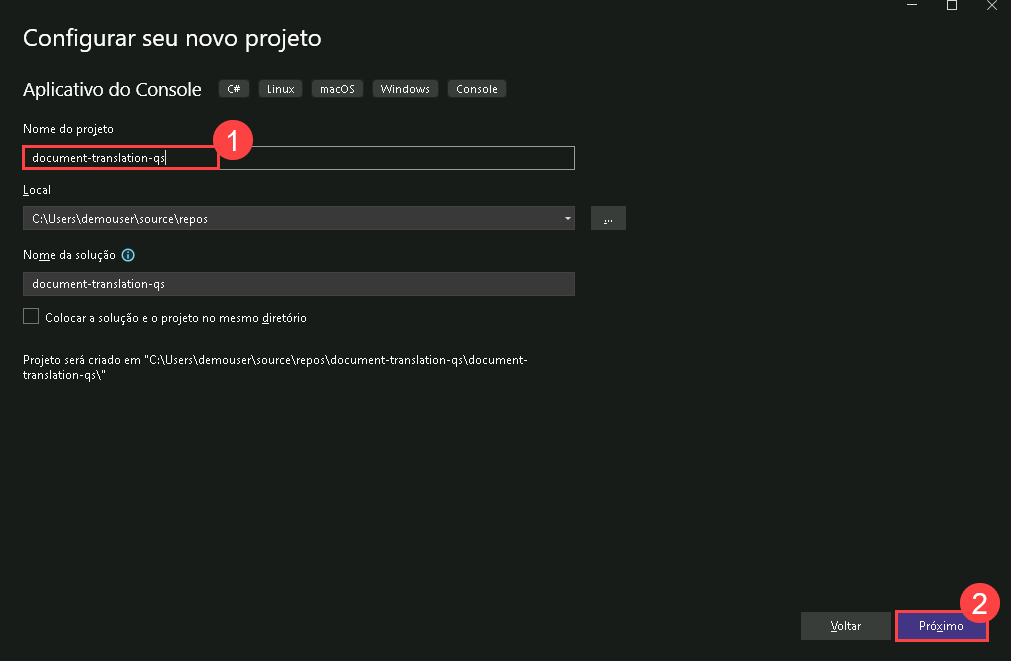 Configurar seu novo projeto
Aplicativo do Console C# Linux macOS Windows Console
Nome do projeto
1
document-translation-qs
Local
C:\Users\demouser\source\repos
...
Nome da solução
document-translation-qs
Colocar a solução e o projeto no mesmo diretório
Projeto será criado em "C:\Users\demouser\source\repos\document-translation-qs\document-
translation-qs\"
2
Voltar Próximo